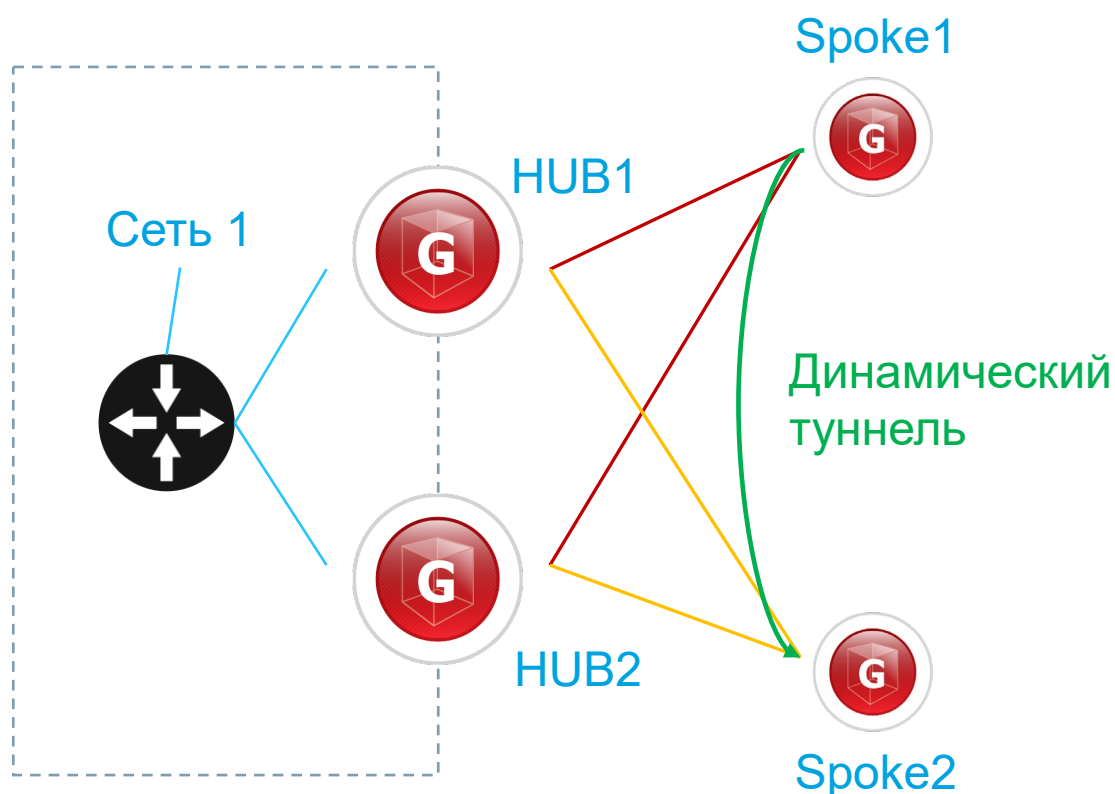 Spoke1
HUB1
G
Сеть 1
G
Динамический
туннель
G
HUB2
G
Spoke2